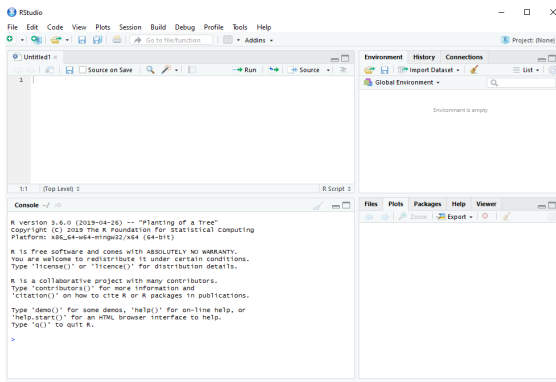 RStudio
File Edit Code View Plots Session Build Debug Profile Tools Help
Go to file/function Addins Project: (None)
Untitled1
Source on Save Run Source
1
1:1 (Top Level) R Script
Console ~/
R version 3.6.0 (2019-04-26) -- "Planting of a Tree"
Copyright (C) 2019 The R Foundation for Statistical Computing
Platform: x86_64-w64-mingw32/x64 (64-bit)
R is free software and comes with ABSOLUTELY NO WARRANTY.
You are welcome to redistribute it under certain conditions.
Type 'license()' or 'licence()' for distribution details.
R is a collaborative project with many contributors.
Type 'contributors()' for more information and
'citation()' on how to cite R or R packages in publications.
Type 'demo()' for some demos, 'help()' for on-line help, or
'help.start()' for an HTML browser interface to help.
Type 'q()' to quit R.
>
Environment History Connections
Import Dataset List
Global Environment
Environment is empty
Files Plots Packages Help Viewer
Zoom Export